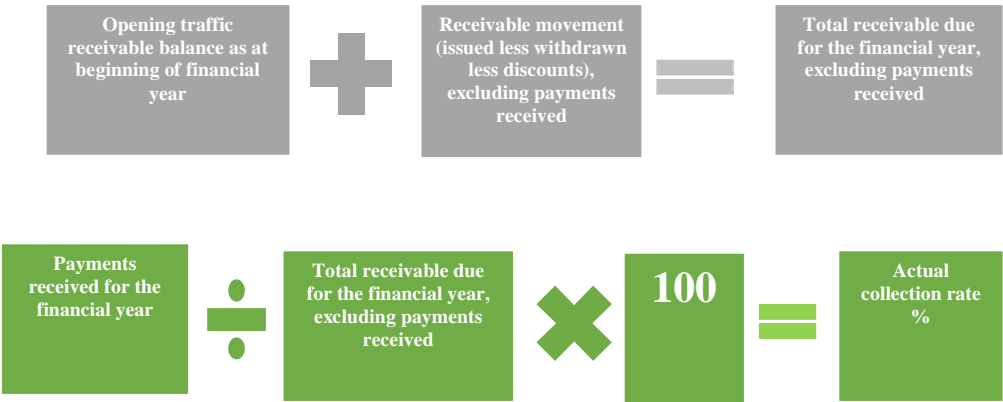 Opening traffic
receivable balance as at
beginning of financial
year
Receivable movement
(issued less withdrawn
less discounts),
excluding payments
received
Total receivable due
for the financial year,
excluding payments
received
Payments
received for the
financial year
Total receivable due
for the financial year,
excluding payments
received
100
Actual
collection rate
%